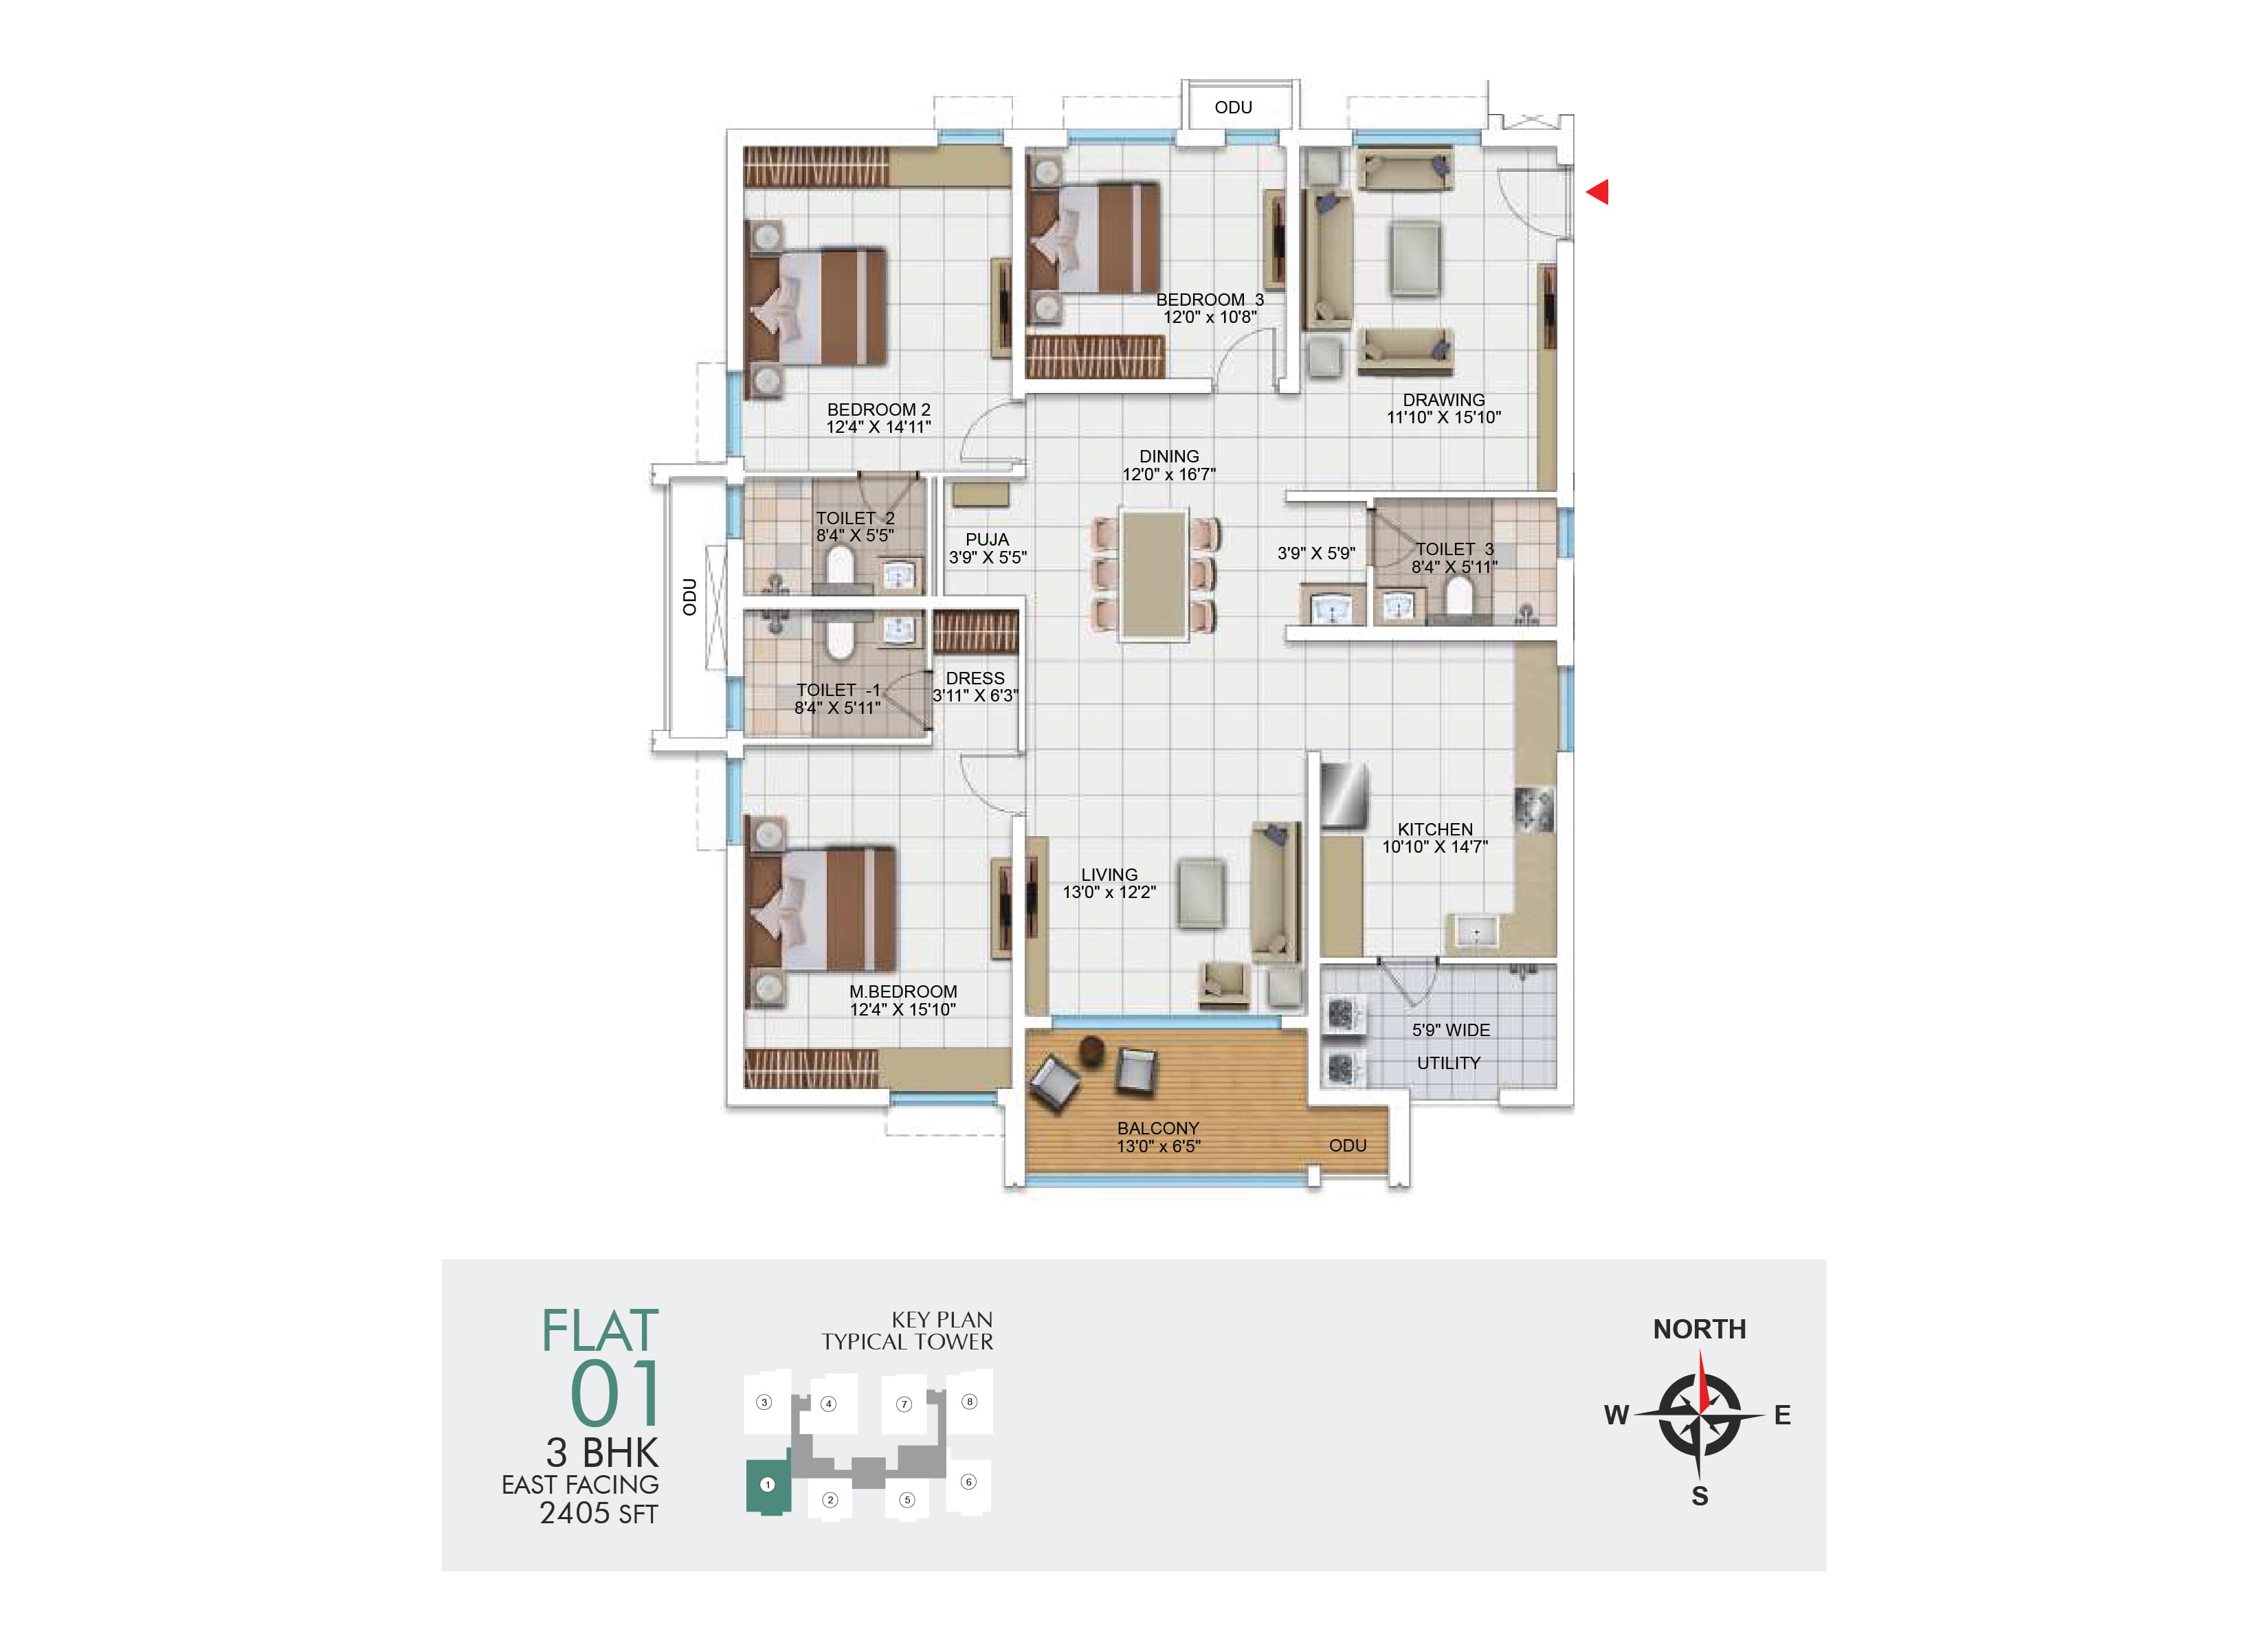 ODU
BEDROOM  3
12'0" x 10'8"
BEDROOM 2
12'4" X 14'11"
DRAWING
11'10" X 15'10"
DINING
12'0" x 16'7"
TOILET  2
8'4" X 5'5"
PUJA
3'9" X 5'5"
3'9" X 5'9"
TOILET  3
8'4" X 5'11"
ODU
TOILET  -1
8'4" X 5'11"
DRESS
3'11" X 6'3"
KITCHEN
10'10" X 14'7"
LIVING
13'0" x 12'2"
M.BEDROOM
12'4" X 15'10"
5'9" WIDE
UTILITY
BALCONY
13'0" x 6'5"
ODU
FLAT
01
3 BHK
EAST FACING
2405 SFT
KEY PLAN
TYPICAL TOWER
3
4
7
8
1
2
5
6
NORTH
W
E
S